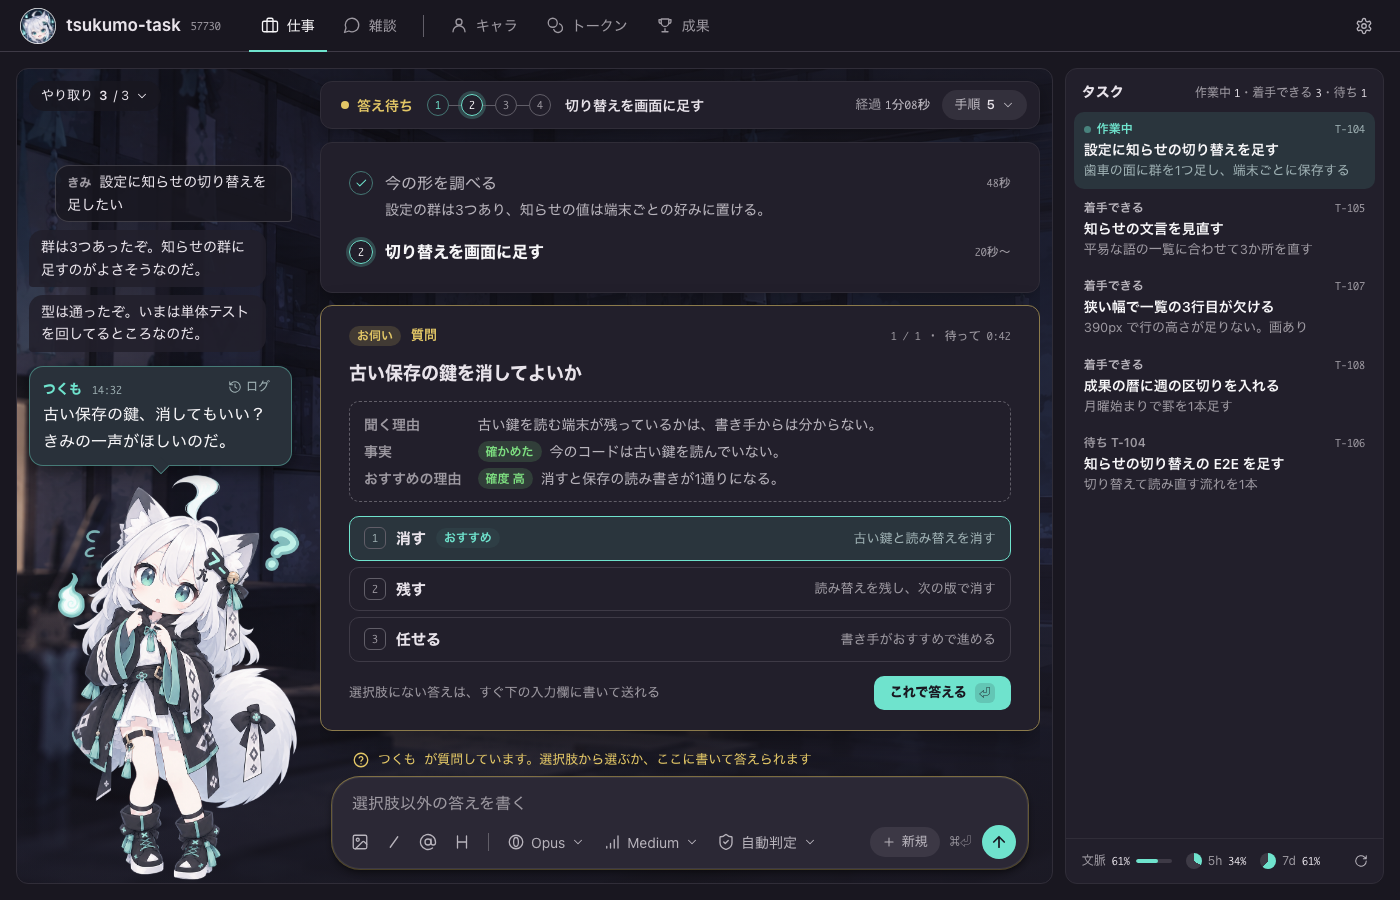 tsukumo-task 57730
仕事
雑談
キャラ
トークン
成果
やり取り 3 / 3
きみ 設定に知らせの切り替えを
足したい
群は3つあったぞ。知らせの群に
足すのがよさそうなのだ。
型は通ったぞ。いまは単体テスト
を回してるところなのだ。
つくも 14:32 ログ
古い保存の鍵、消してもいい？
きみの一声がほしいのだ。
答え待ち 1 2 3 4 切り替えを画面に足す 経過 1分08秒 手順 5
今の形を調べる 48秒
設定の群は3つあり、知らせの値は端末ごとの好みに置ける。
2 切り替えを画面に足す 20秒〜
お伺い 質問 1 / 1 ・ 待って 0:42
古い保存の鍵を消してよいか
聞く理由 古い鍵を読む端末が残っているかは、書き手からは分からない。
事実 確かめた 今のコードは古い鍵を読んでいない。
おすすめの理由 確度 高 消すと保存の読み書きが1通りになる。
1 消す おすすめ 古い鍵と読み替えを消す
2 残す 読み替えを残し、次の版で消す
3 任せる 書き手がおすすめで進める
選択肢にない答えは、すぐ下の入力欄に書いて送れる これで答える ⏎
つくも が質問しています。選択肢から選ぶか、ここに書いて答えられます
選択肢以外の答えを書く
Opus Medium 自動判定 + 新規 ⌘⏎
タスク 作業中 1・着手できる 3・待ち 1
作業中 T-104
設定に知らせの切り替えを足す
歯車の面に群を1つ足し、端末ごとに保存する
着手できる T-105
知らせの文言を見直す
平易な語の一覧に合わせて3か所を直す
着手できる T-107
狭い幅で一覧の3行目が欠ける
390px で行の高さが足りない。画あり
着手できる T-108
成果の暦に週の区切りを入れる
月曜始まりで罫を1本足す
待ち T-104 T-106
知らせの切り替えの E2E を足す
切り替えて読み直す流れを1本
文脈 61% 5h 34% 7d 61%